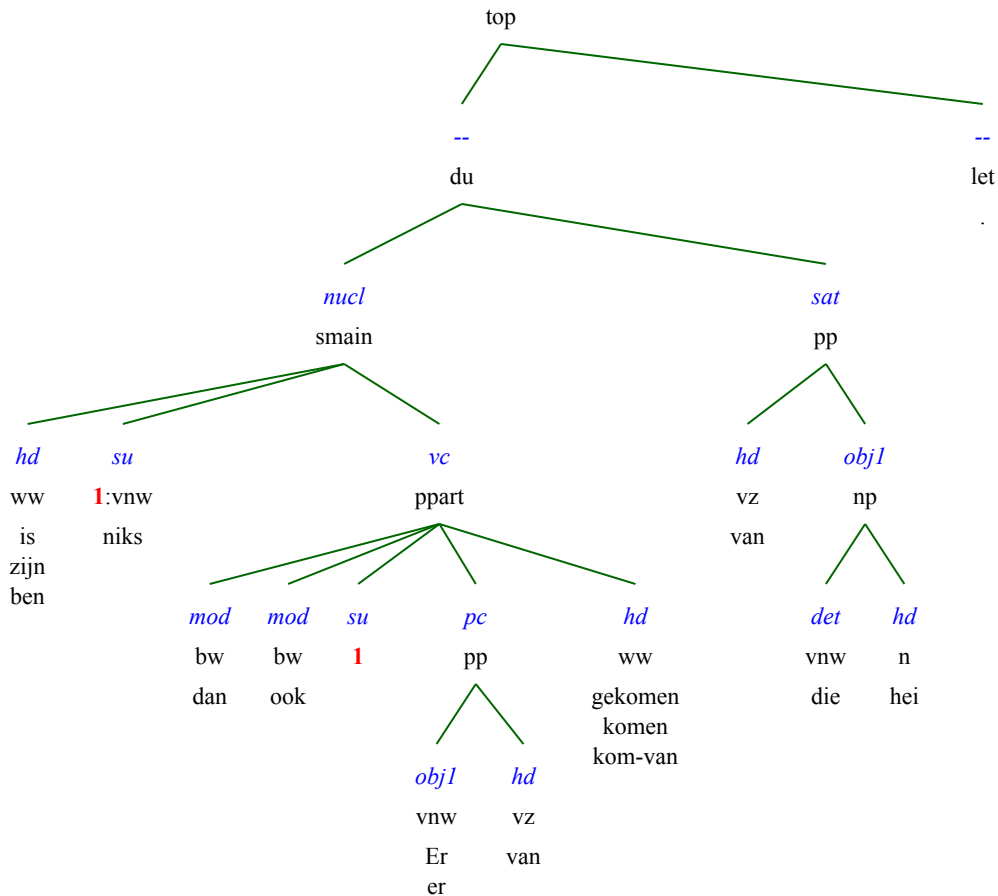 top
-- --
du let
.
nucl sat
smain pp
hd su vc hd obj1
ww 1:vnw ppart vz np
is niks van
zijn
ben
mod mod su pc hd det hd
bw bw 1 pp ww vnw n
dan ook gekomen die hei
komen
kom-van
obj1 hd
vnw vz
Er van
er